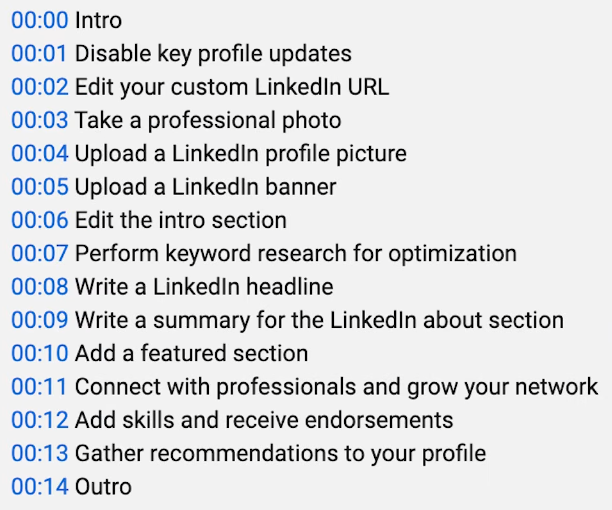 00:00 Intro
00:01 Disable key profile updates
00:02 Edit your custom LinkedIn URL
00:03 Take a professional photo
00:04 Upload a LinkedIn profile picture
00:05 Upload a LinkedIn banner
00:06 Edit the intro section
00:07 Perform keyword research for optimization
00:08 Write a LinkedIn headline
00:09 Write a summary for the LinkedIn about section
00:10 Add a featured section
00:11 Connect with professionals and grow your network
00:12 Add skills and receive endorsements
00:13 Gather recommendations to your profile
00:14 Outro